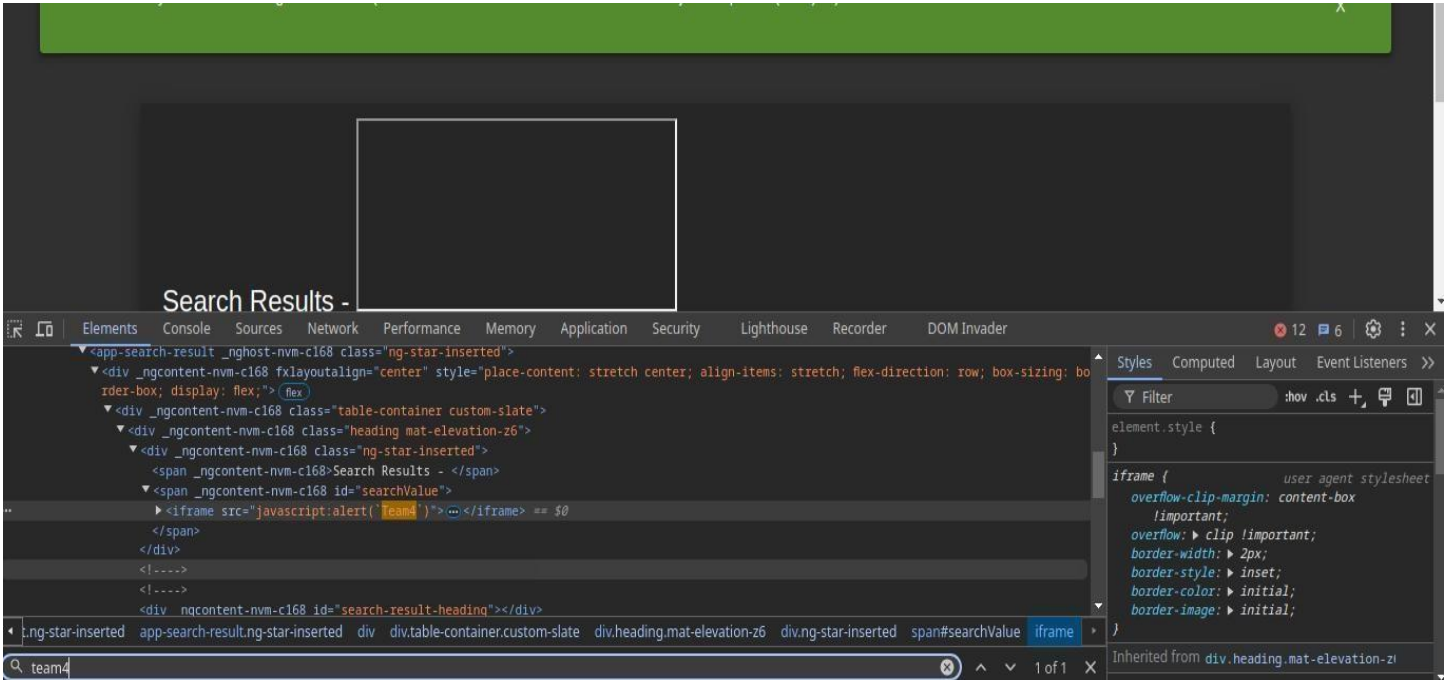 X
Search Results -
Elements Console Sources Network Performance Memory Application Security Lighthouse Recorder DOM Invader 12 6
<app-search-result _nghost-nvm-c168 class="ng-star-inserted">
<div _ngcontent-nvm-c168 fxlayoutalign="center" style="place-content: stretch center; align-items: stretch; flex-direction: row; box-sizing: bo
rder-box; display: flex;"> flex
<div _ngcontent-nvm-c168 class="table-container custom-slate">
<div _ngcontent-nvm-c168 class="heading mat-elevation-z6">
<div _ngcontent-nvm-c168 class="ng-star-inserted">
<span _ngcontent-nvm-c168>Search Results - </span>
<span _ngcontent-nvm-c168 id="searchValue">
<iframe src="javascript:alert(`Team4`)">…</iframe> == $0
</span>
</div>
<!---->
<!---->
<div _ngcontent-nvm-c168 id="search-result-heading"></div>
t.ng-star-inserted app-search-result.ng-star-inserted div div.table-container.custom-slate div.heading.mat-elevation-z6 div.ng-star-inserted span#searchValue iframe
team4 1 of 1
Styles Computed Layout Event Listeners
Filter :hov .cls
element.style {
}
iframe { user agent stylesheet
overflow-clip-margin: content-box
!important;
overflow: clip !important;
border-width: 2px;
border-style: inset;
border-color: initial;
border-image: initial;
}
Inherited from div.heading.mat-elevation-z